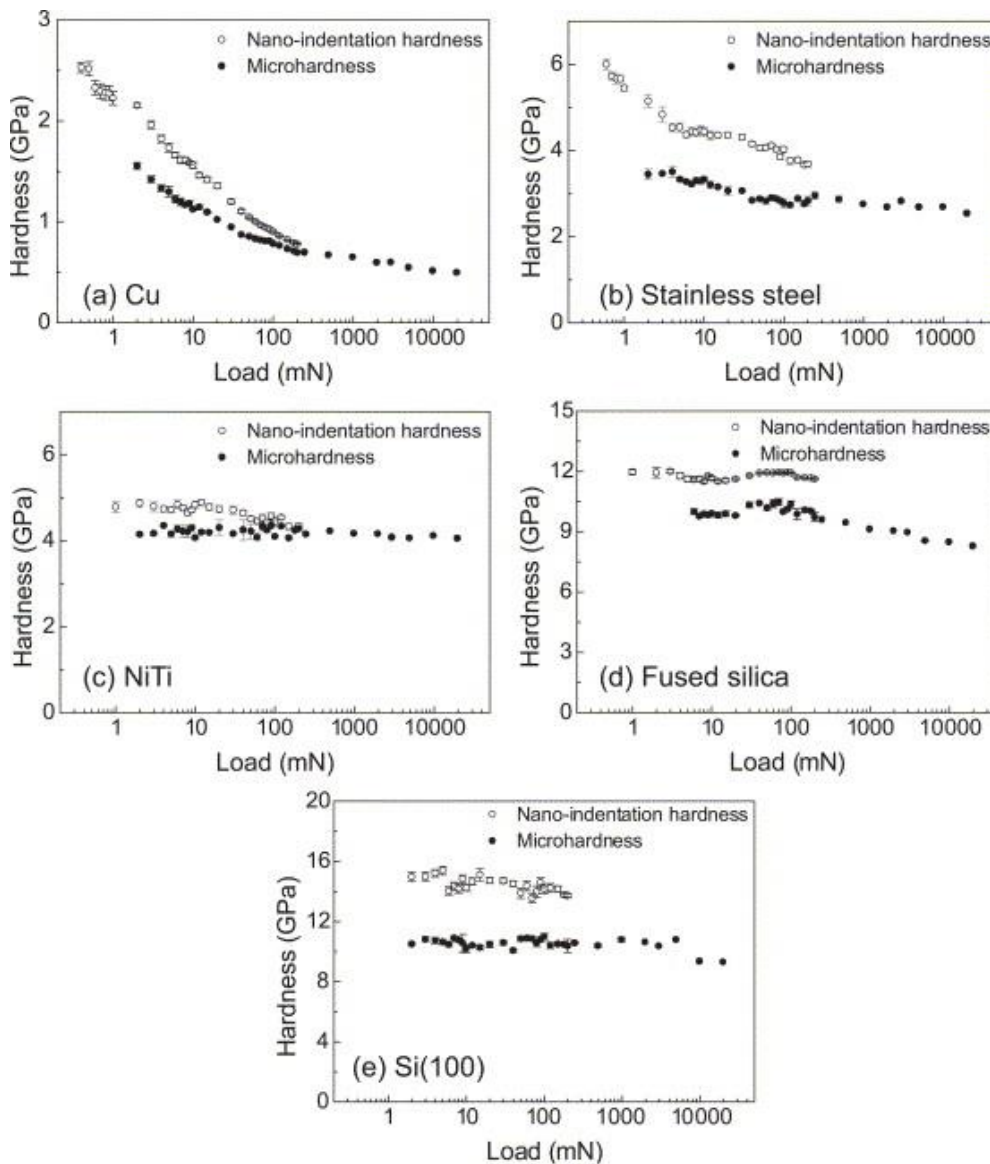 3
2
1
0
Hardness (GPa)
Nano-indentation hardness
Microhardness
(a) Cu
1 10 100 1000 10000
Load (mN)
6
4
2
0
Hardness (GPa)
Nano-indentation hardness
Microhardness
(b) Stainless steel
1 10 100 1000 10000
Load (mN)
6
4
2
0
Hardness (GPa)
Nano-indentation hardness
Microhardness
(c) NiTi
1 10 100 1000 10000
Load (mN)
15
12
9
6
3
0
Hardness (GPa)
Nano-indentation hardness
Microhardness
(d) Fused silica
1 10 100 1000 10000
Load (mN)
20
16
12
8
4
0
Hardness (GPa)
Nano-indentation hardness
Microhardness
(e) Si(100)
1 10 100 1000 10000
Load (mN)